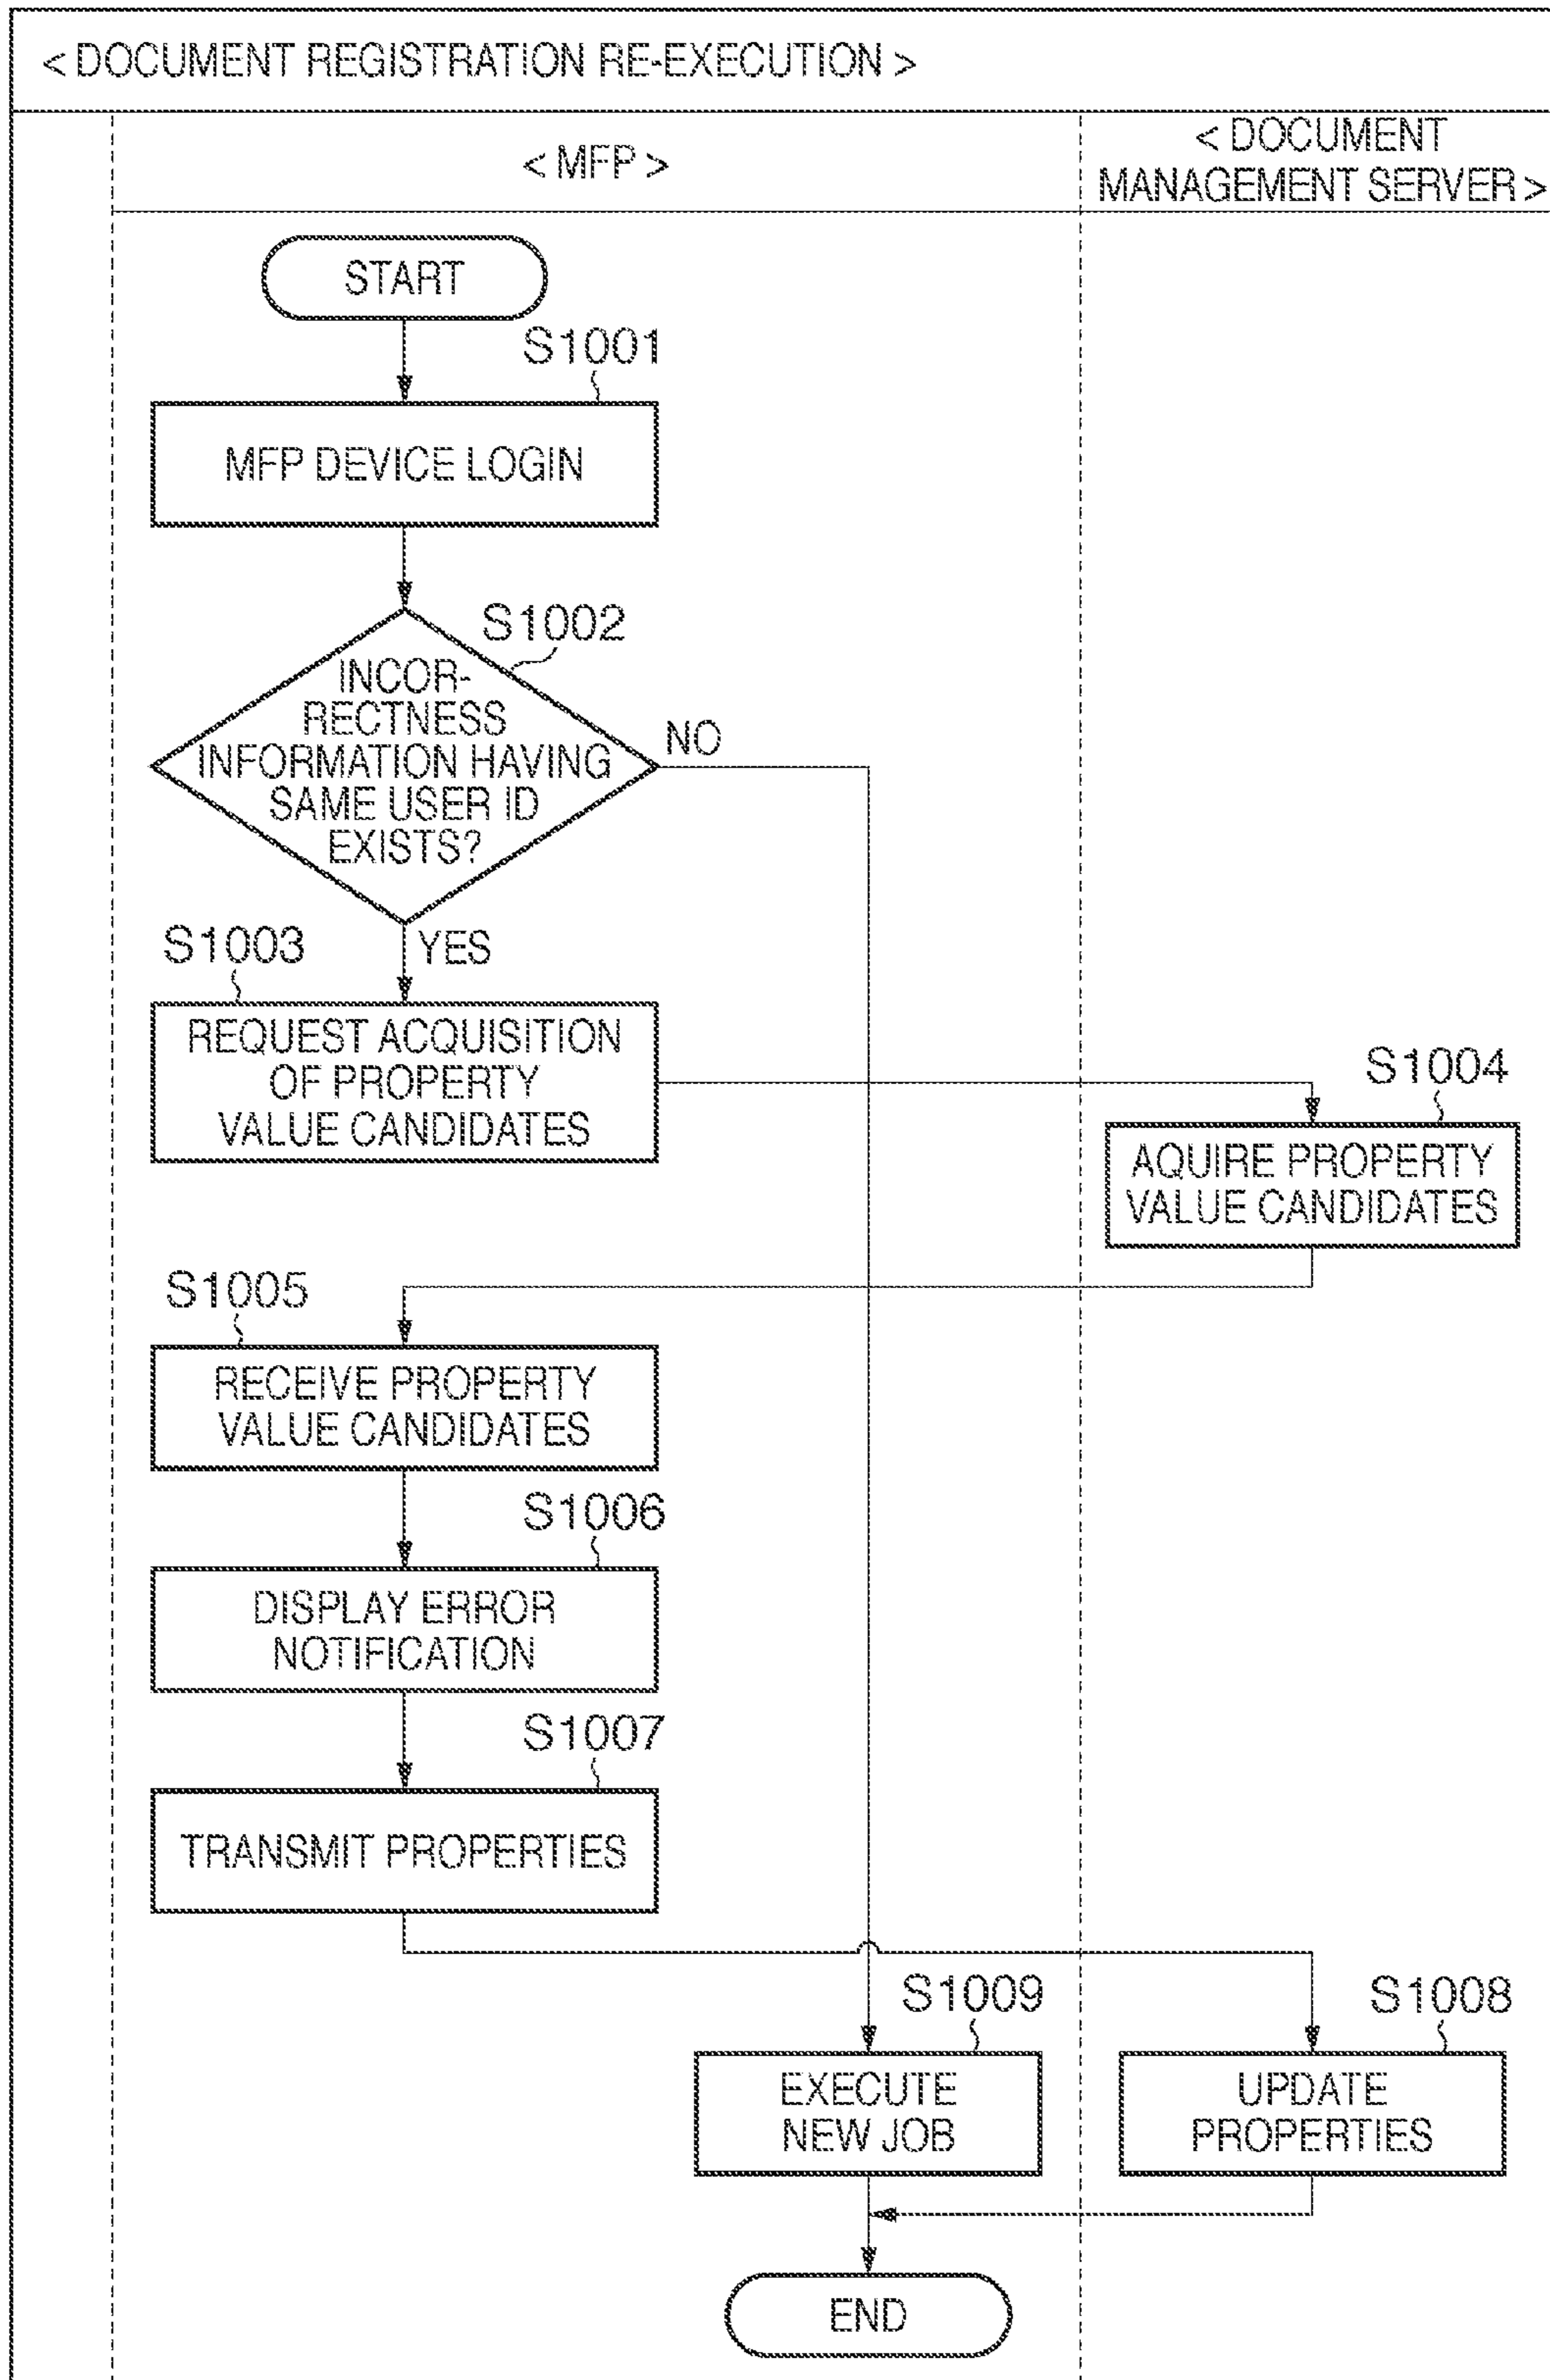 < DOCUMENT REGISTRATION RE-EXECUTION >
< MFP >
< DOCUMENT
MANAGEMENT SERVER >
START
S1001
MFP DEVICE LOGIN
S1002
INCOR-
RECTNESS
INFORMATION HAVING
SAME USER ID
EXISTS?
NO
YES
S1003
REQUEST ACQUISITION
OF PROPERTY
VALUE CANDIDATES
S1004
AQUIRE PROPERTY
VALUE CANDIDATES
S1005
RECEIVE PROPERTY
VALUE CANDIDATES
S1006
DISPLAY ERROR
NOTIFICATION
S1007
TRANSMIT PROPERTIES
S1009
EXECUTE
NEW JOB
S1008
UPDATE
PROPERTIES
END